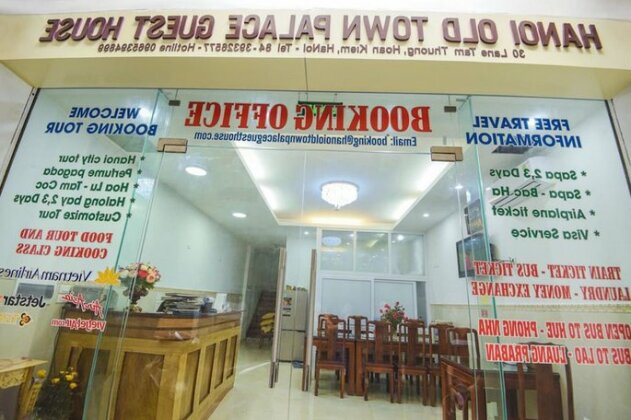 HANOI OLD TOWN PALACE GUEST HOUSE
30 Lane Tam Thuong, Hoan Kiem, HaNoi - Tel 84-39326577 - Hotline 0965394899
BOOKING OFFICE
Email: booking@hanoioldtownpalaceguesthouse.com
WELCOME
BOOKING TOUR
* Hanoi city tour
* Perfume pagoda
* Hoa Lu - Tam Coc
* Halong bay 2,3 Days
* Customize Tour
FOOD TOUR AND
COOKING CLASS
Vietnam Airlines
Jetstar
AirAsia
vietjetair.com
FREE TRAVEL
INFORMATION
* Sapa 2,3 Days
* Sapa - Bac Ha
* Airplane ticket
* Visa Service
TRAIN TICKET - BUS TICKET
LAUNDRY - MONEY EXCHANGE
OPEN BUS TO HUE - PHONG NHA
BUS TO LAO - LUANG PRABAN